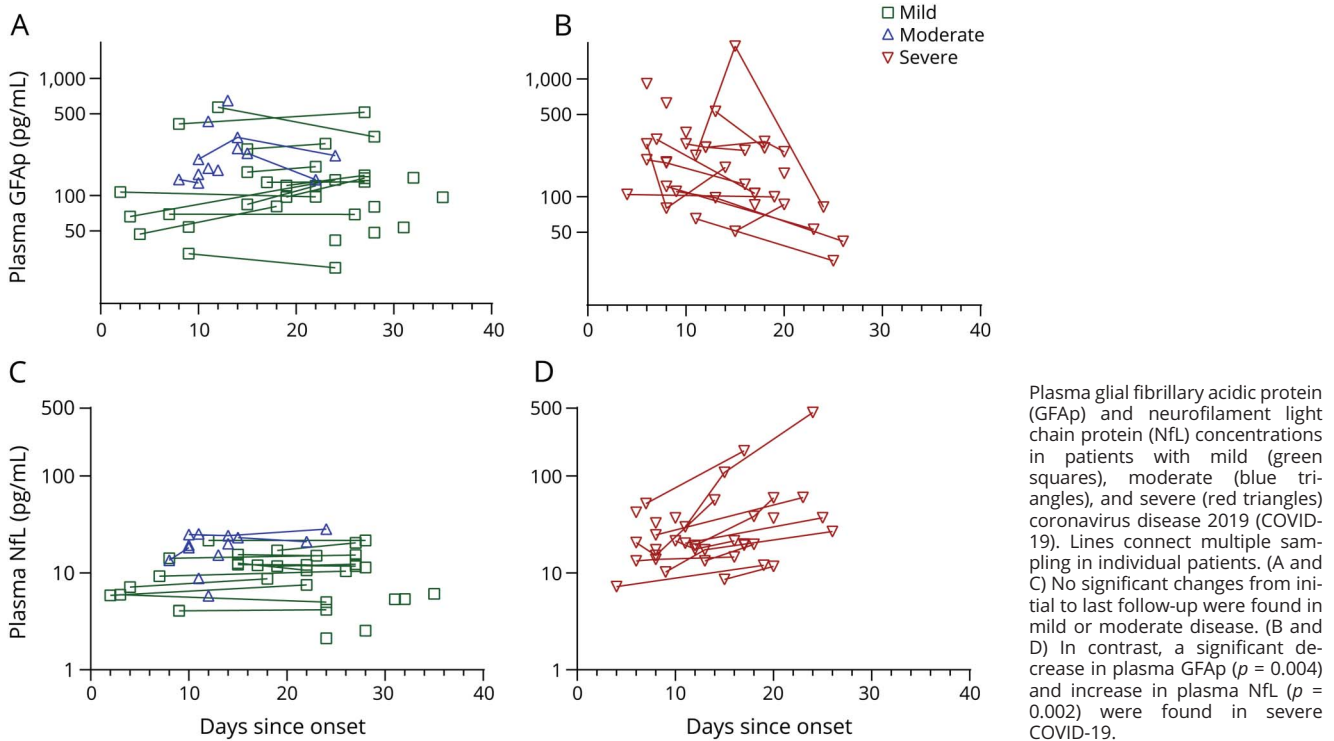 A
B
Mild
Moderate
Severe
Plasma GFAp (pg/mL)
1,000
500
100
50
0 10 20 30 40
1,000
500
100
50
0 10 20 30 40
C
D
Plasma NfL (pg/mL)
500
100
10
1
0 10 20 30 40
Days since onset
500
100
10
1
0 10 20 30 40
Days since onset
Plasma glial fibrillary acidic protein
(GFAp) and neurofilament light
chain protein (NfL) concentrations
in patients with mild (green
squares), moderate (blue tri-
angles), and severe (red triangles)
coronavirus disease 2019 (COVID-
19). Lines connect multiple sam-
pling in individual patients. (A and
C) No significant changes from ini-
tial to last follow-up were found in
mild or moderate disease. (B and
D) In contrast, a significant de-
crease in plasma GFAp (p = 0.004)
and increase in plasma NfL (p =
0.002) were found in severe
COVID-19.